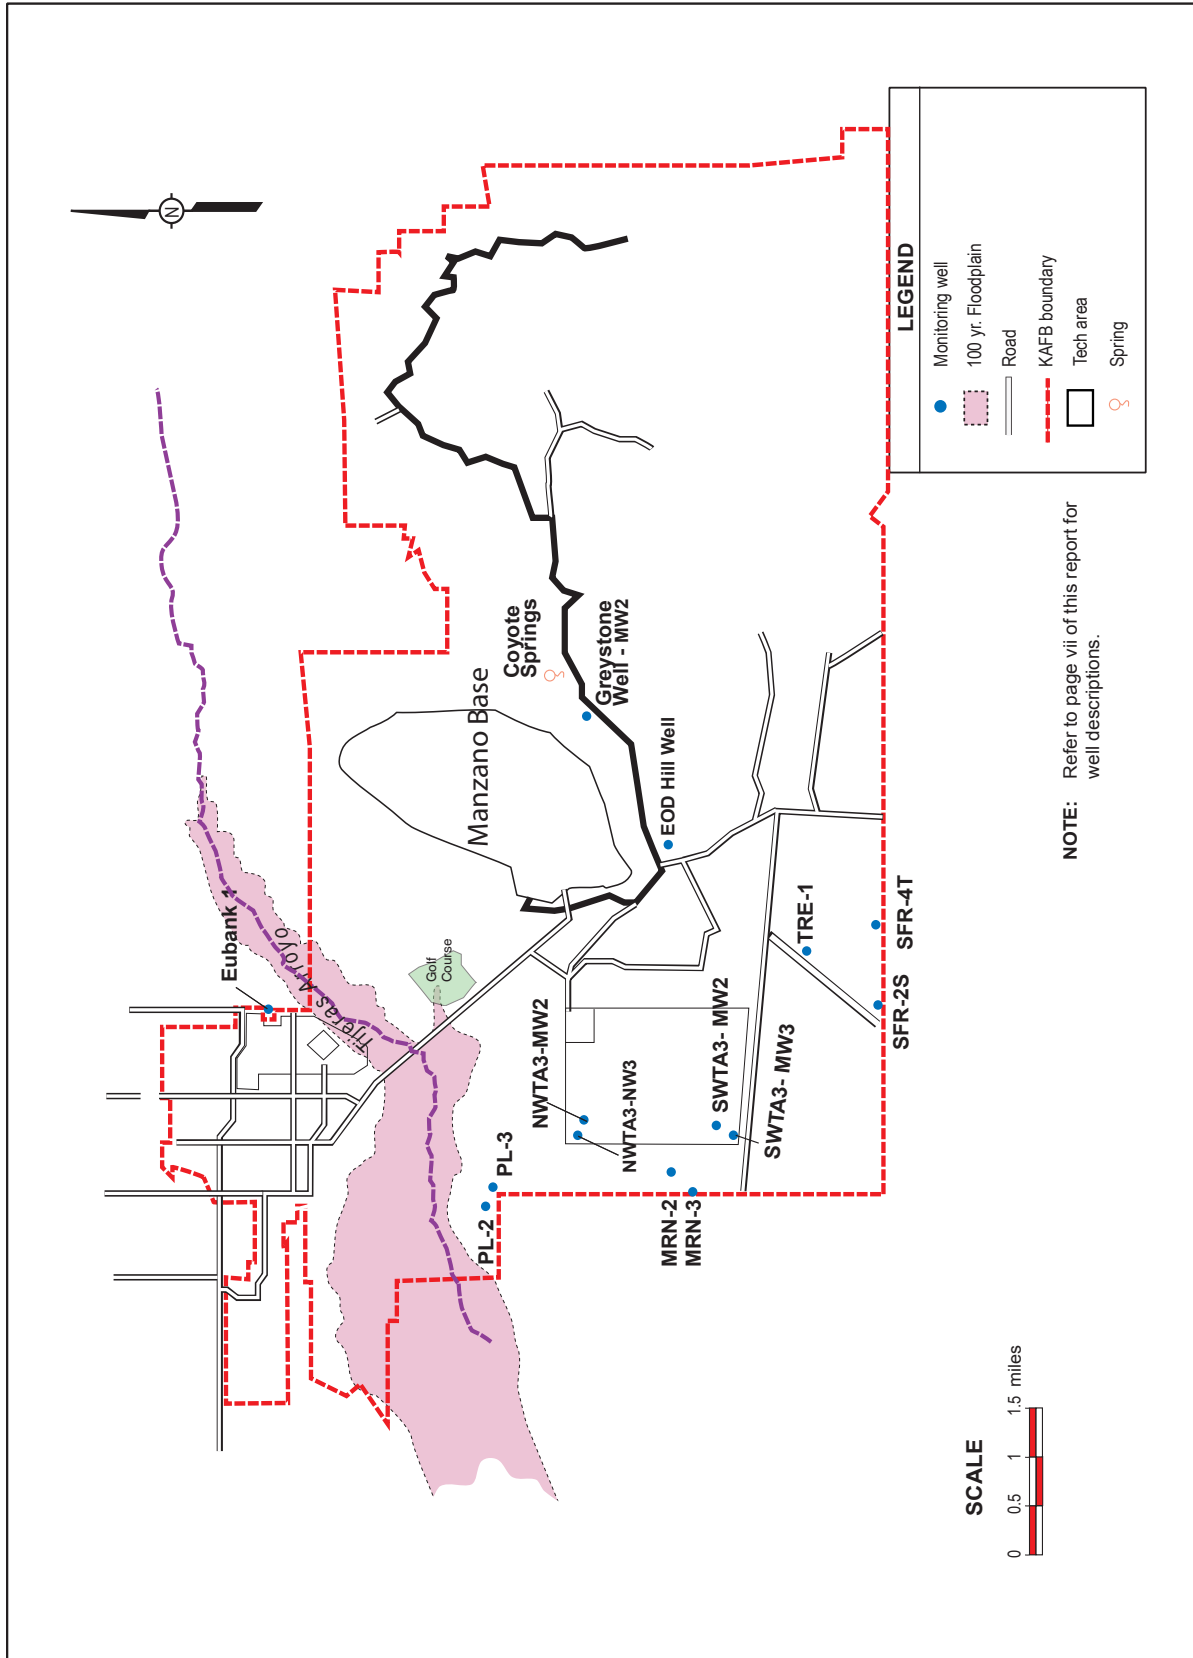 N
Eubank 1
Tijeras Arroyo
Golf
Course
Manzano Base
Coyote
Springs
Greystone
Well - MW2
EOD Hill Well
PL-2
PL-3
NWTA3-MW2
NWTA3-NW3
SWTA3- MW2
SWTA3- MW3
MRN-2
MRN-3
TRE-1
SFR-2S
SFR-4T
LEGEND
Monitoring well
100 yr. Floodplain
Road
KAFB boundary
Tech area
Spring
NOTE: Refer to page vii of this report for
well descriptions.
SCALE
0 0.5 1 1.5 miles